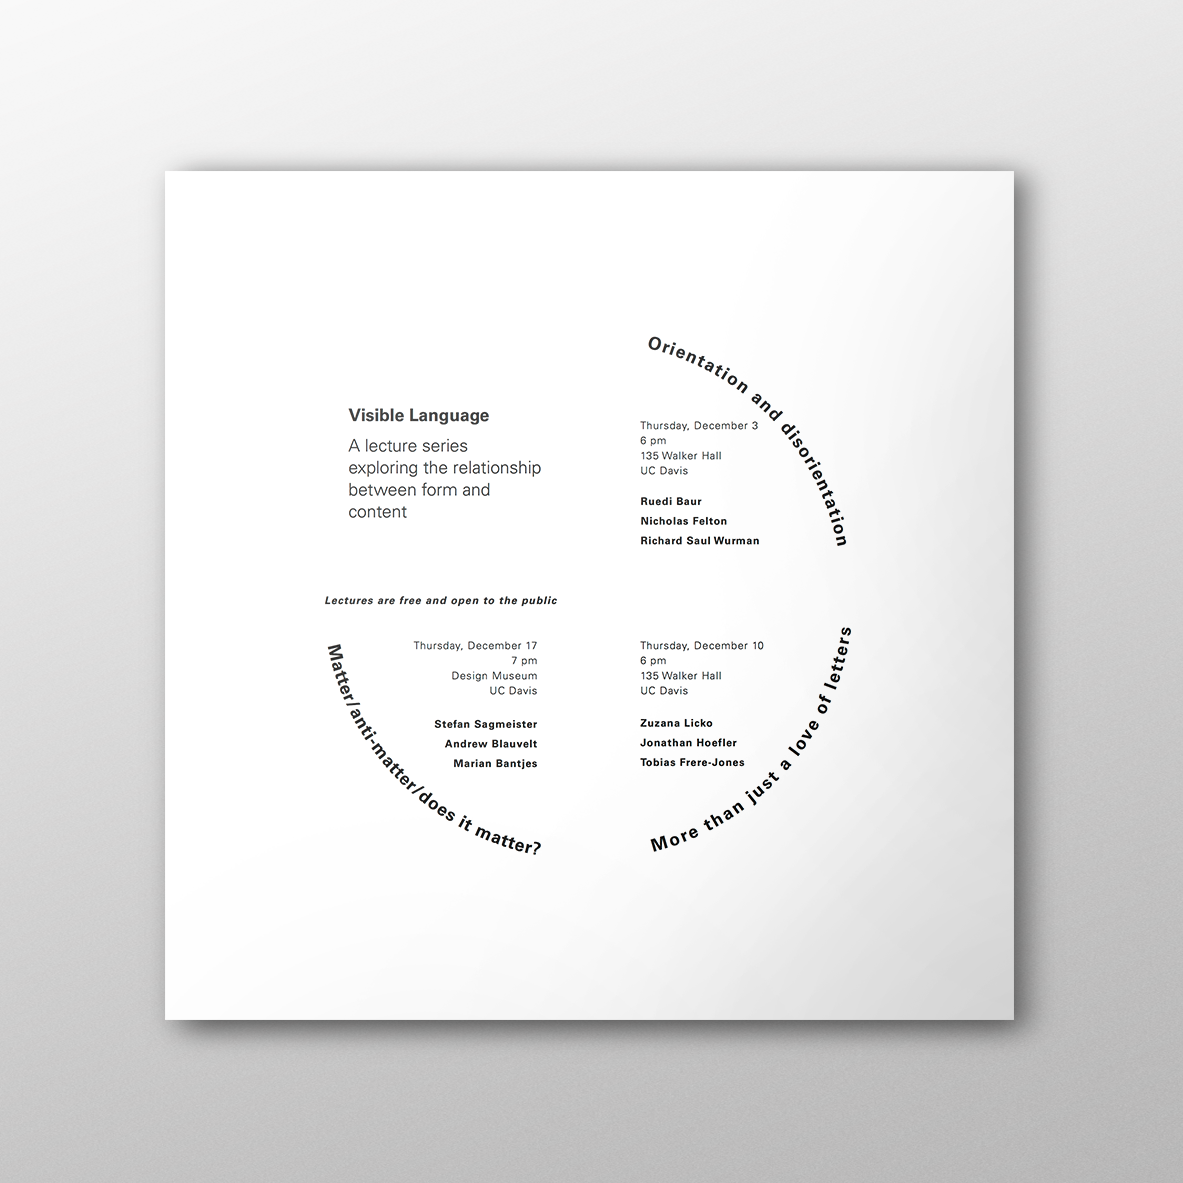 Visible Language
A lecture series
exploring the relationship
between form and
content
Orientation and disorientation
Thursday, December 3
6 pm
135 Walker Hall
UC Davis
Ruedi Baur
Nicholas Felton
Richard Saul Wurman
Lectures are free and open to the public
Matter/anti-matter/does it matter?
Thursday, December 17
7 pm
Design Museum
UC Davis
Stefan Sagmeister
Andrew Blauvelt
Marian Bantjes
Thursday, December 10
6 pm
135 Walker Hall
UC Davis
Zuzana Licko
Jonathan Hoefler
Tobias Frere-Jones
More than just a love of letters